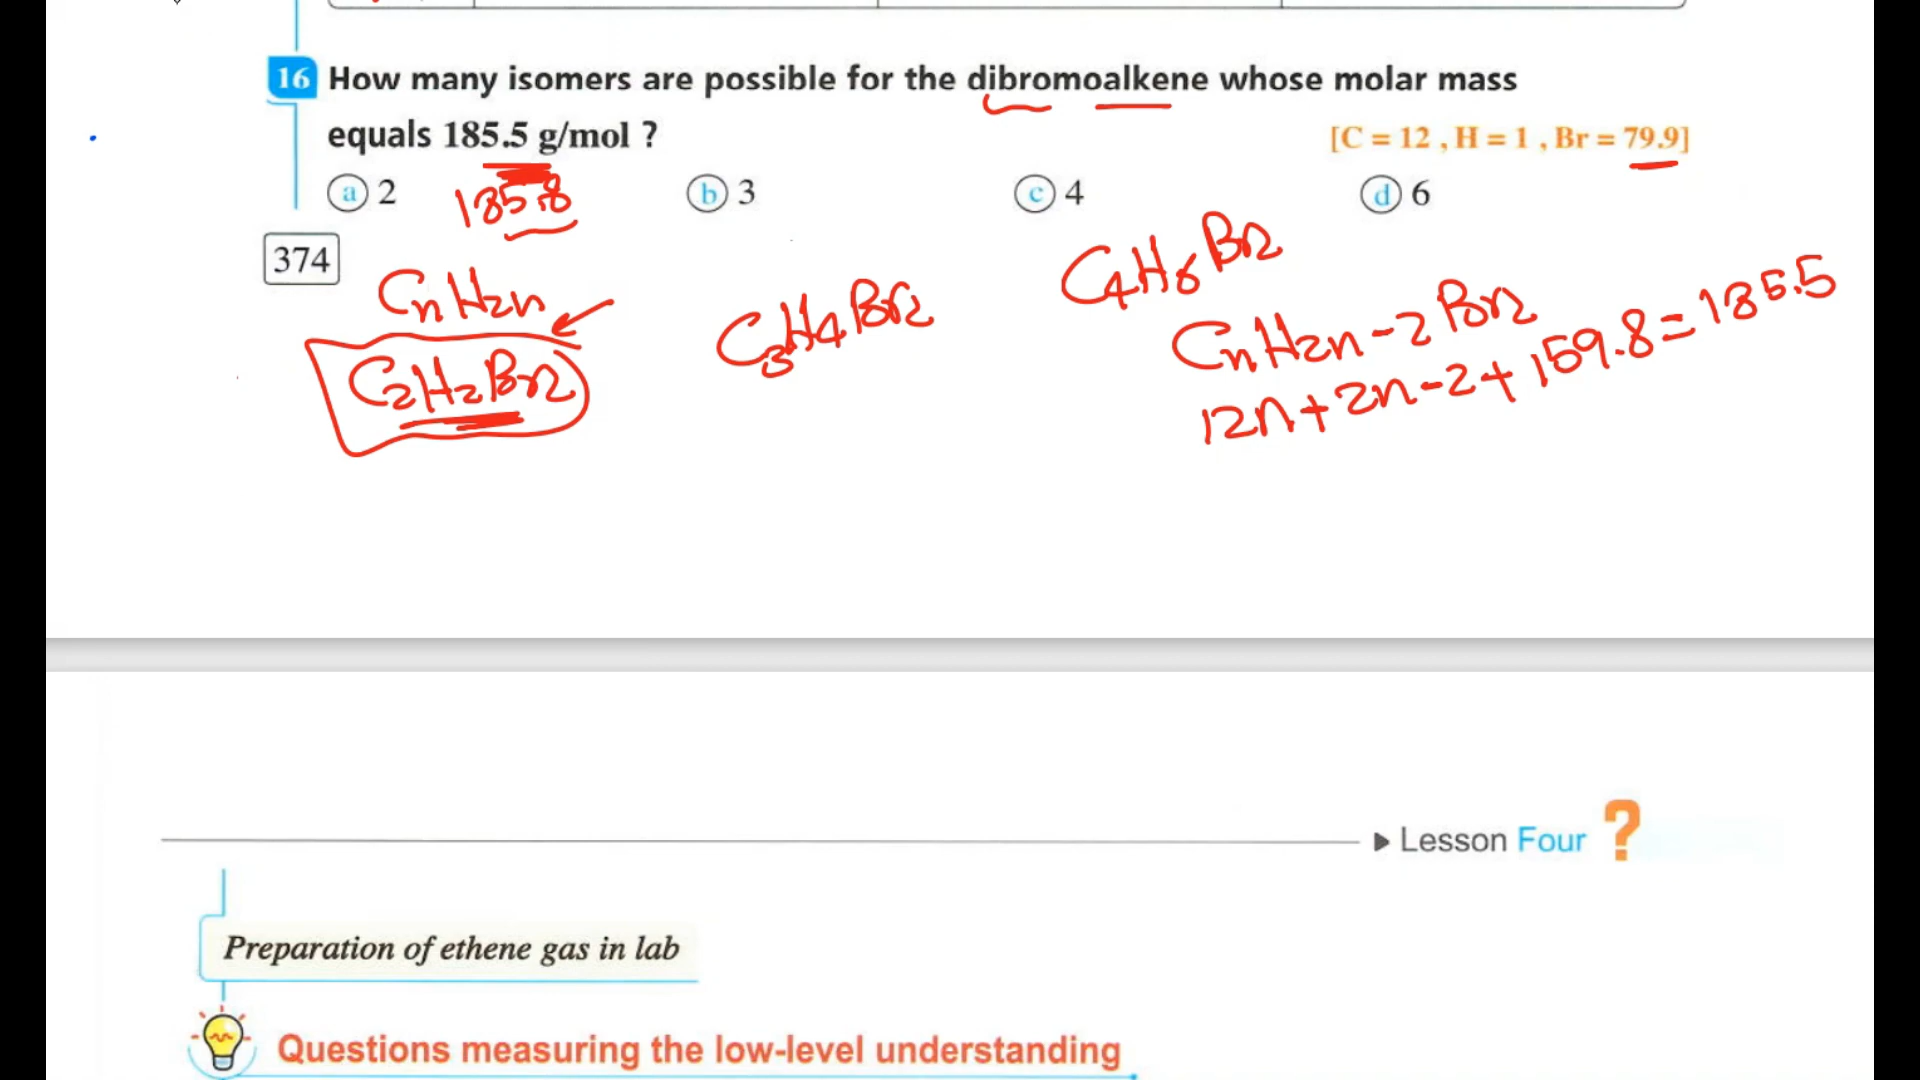 16 How many isomers are possible for the dibromoalkene whose molar mass
equals 185.5 g/mol ? [C = 12 , H = 1 , Br = 79.9]
a 2 b 3 c 4 d 6
185.8
374
CnH2n
C2H2Br2
C3H4Br2
C4H6Br2
CnH2n-2Br2
12n+2n-2+159.8=185.5
Lesson Four ?
Preparation of ethene gas in lab
Questions measuring the low-level understanding